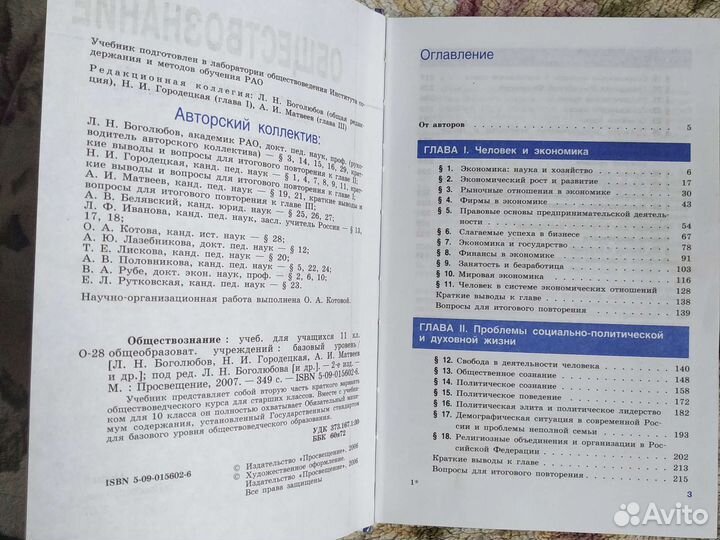 ОБЩЕСТВОЗНАНИЕ
Учебник подготовлен в лаборатории обществоведения Института со-
держания и методов обучения РАО
Редакционная коллегия: Л. Н. Боголюбов (общая редак-
ция), Н. И. Городецкая (глава I), А. И. Матвеев (глава III)
Авторский коллектив:
Л. Н. Боголюбов, академик РАО, докт. пед. наук, проф. (руко-
водитель авторского коллектива) — § 3, 14, 15, 16, 29, крат-
кие выводы и вопросы для итогового повторения к главе II;
Н. И. Городецкая, канд. пед. наук — § 1, 4, 7, 8, 9, 11, крат-
кие выводы и вопросы для итогового повторения к главе I;
А. И. Матвеев, канд. пед. наук — § 19, 21, краткие выводы и
вопросы для итогового повторения к главе III;
А. В. Белявский, канд. юрид. наук — § 25, 26, 27;
Л. Ф. Иванова, канд. пед. наук, засл. учитель России — § 13,
17, 18;
О. А. Котова, канд. ист. наук — § 28;
А. Ю. Лазебникова, докт. пед. наук — § 12;
Т. Е. Лискова, канд. пед. наук — § 20;
А. В. Половникова, канд. пед. наук — § 5, 22, 24;
В. А. Рубе, докт. экон. наук, проф. — § 2, 6, 10;
Е. Л. Рутковская, канд. пед. наук — § 23.
Научно-организационная работа выполнена О. А. Котовой.
Обществознание : учеб. для учащихся 11 кл.
О-28 общеобразоват. учреждений : базовый уровень /
[Л. Н. Боголюбов, Н. И. Городецкая, А. И. Матвеев
и др.]; под ред. Л. Н. Боголюбова [и др.]. — 2-е изд. —
М. : Просвещение, 2007. — 349 с. — ISBN 5-09-015602-6.
Учебник представляет собой вторую часть краткого варианта
обществоведческого курса для старших классов. Вместе с учебни-
ком для 10 класса он полностью охватывает Обязательный мини-
мум содержания, установленный Государственным стандартом
для базового уровня обществоведческого образования.
УДК 373.167.1:30
ББК 60я72
ISBN 5-09-015602-6
© Издательство «Просвещение», 2006
© Художественное оформление.
Издательство «Просвещение», 2006
Все права защищены
Оглавление
От авторов 5
ГЛАВА I. Человек и экономика
§ 1. Экономика: наука и хозяйство 6
§ 2. Экономический рост и развитие 17
§ 3. Рыночные отношения в экономике 30
§ 4. Фирмы в экономике 43
§ 5. Правовые основы предпринимательской деятель-
ности 54
§ 6. Слагаемые успеха в бизнесе 67
§ 7. Экономика и государство 78
§ 8. Финансы в экономике 91
§ 9. Занятость и безработица 103
§ 10. Мировая экономика 116
§ 11. Человек в системе экономических отношений 128
Краткие выводы к главе 138
Вопросы для итогового повторения 139
ГЛАВА II. Проблемы социально-политической
и духовной жизни
§ 12. Свобода в деятельности человека 140
§ 13. Общественное сознание 148
§ 14. Политическое сознание 158
§ 15. Политическое поведение 172
§ 16. Политическая элита и политическое лидерство 182
§ 17. Демографическая ситуация в современной Рос-
сии и проблемы неполной семьи 193
§ 18. Религиозные объединения и организации в Рос-
сийской Федерации 202
Краткие выводы к главе 213
Вопросы для итогового повторения 215
1*
3
Avito